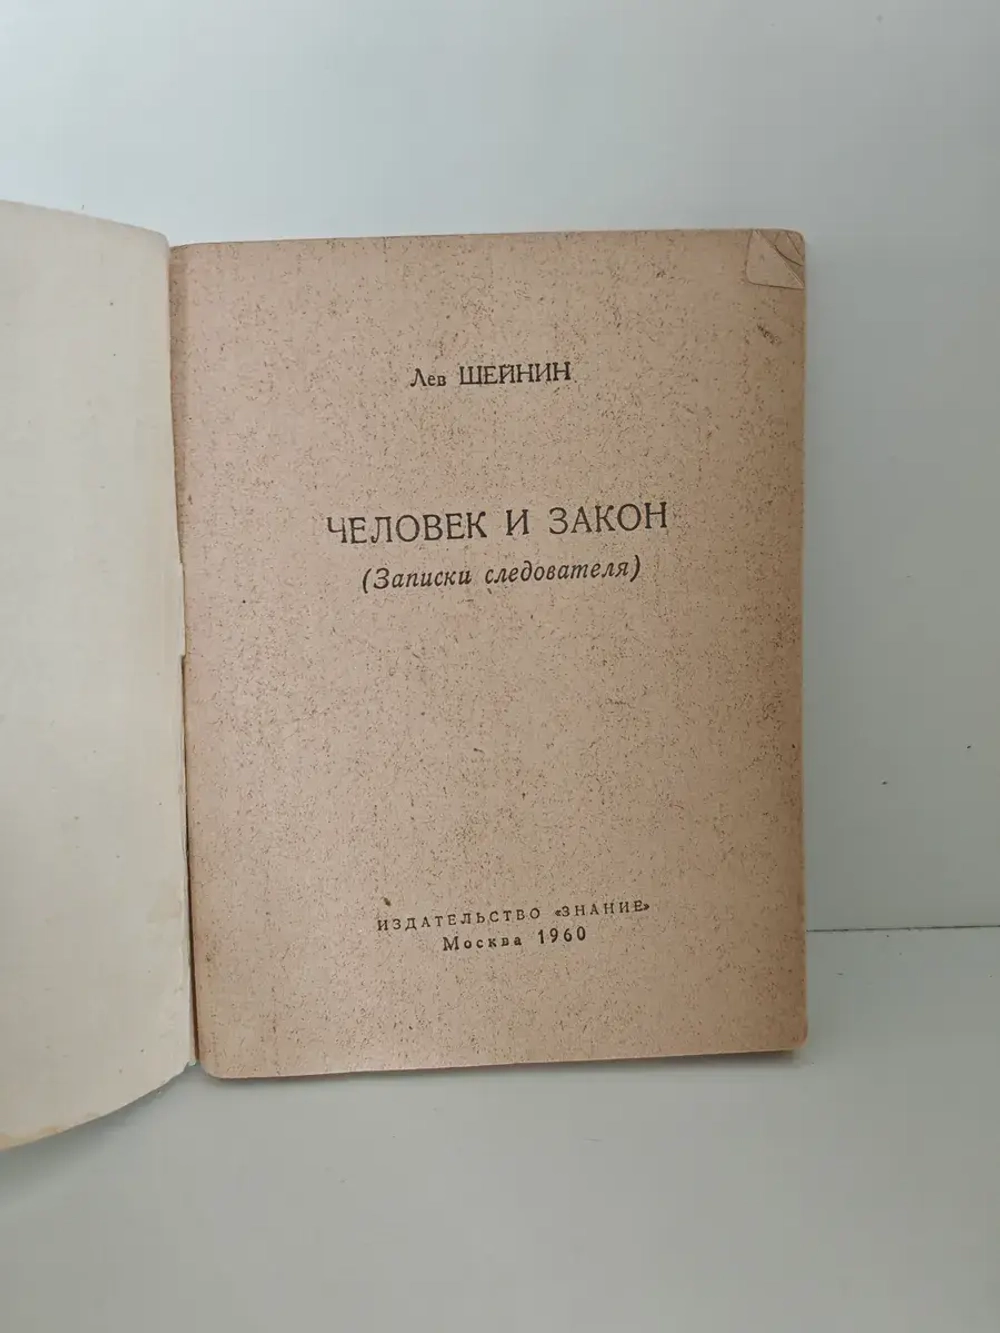 Лев ШЕЙНИН
ЧЕЛОВЕК И ЗАКОН
(Записки следователя)
ИЗДАТЕЛЬСТВО «ЗНАНИЕ»
Москва 1960